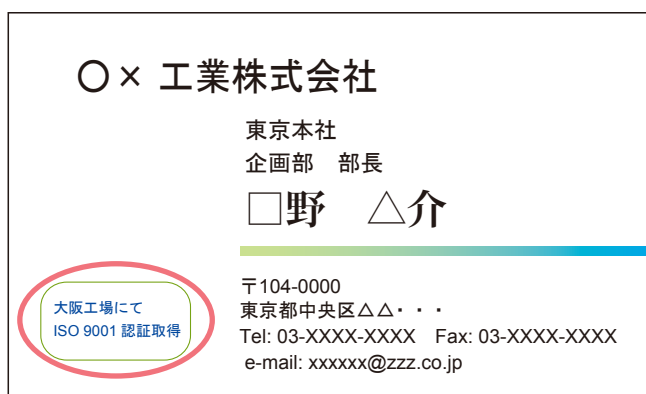 〇× 工業株式会社
東京本社
企画部　部長
□野　△介
〒104-0000
東京都中央区△△・・・
Tel: 03-XXXX-XXXX　Fax: 03-XXXX-XXXX
e-mail: xxxxxx@zzz.co.jp
大阪工場にて
ISO 9001 認証取得